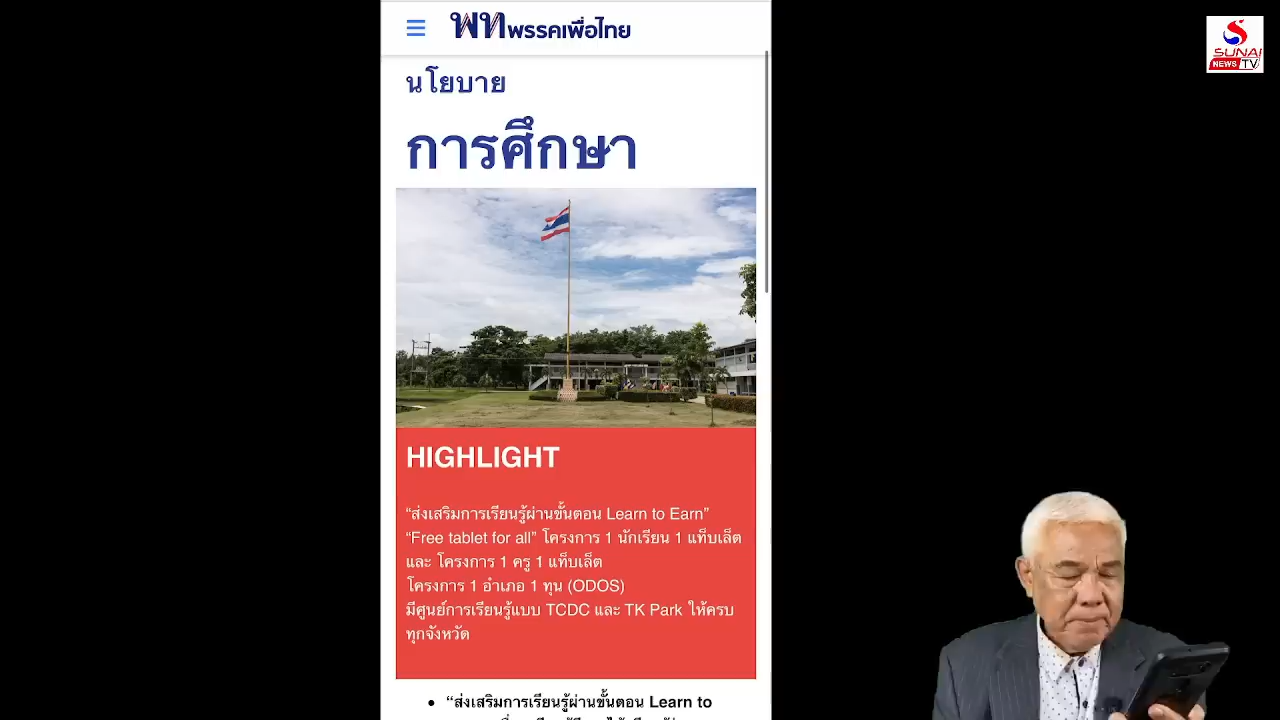 พท พรรคเพื่อไทย
SUNAI
NEWS TV
นโยบาย
การศึกษา
HIGHLIGHT
“ส่งเสริมการเรียนรู้ผ่านขั้นตอน Learn to Earn”
“Free tablet for all” โครงการ 1 นักเรียน 1 แท็บเล็ต
และ โครงการ 1 ครู 1 แท็บเล็ต
โครงการ 1 อำเภอ 1 ทุน (ODOS)
มีศูนย์การเรียนรู้แบบ TCDC และ TK Park ให้ครบ
ทุกจังหวัด
• “ส่งเสริมการเรียนรู้ผ่านขั้นตอน Learn to